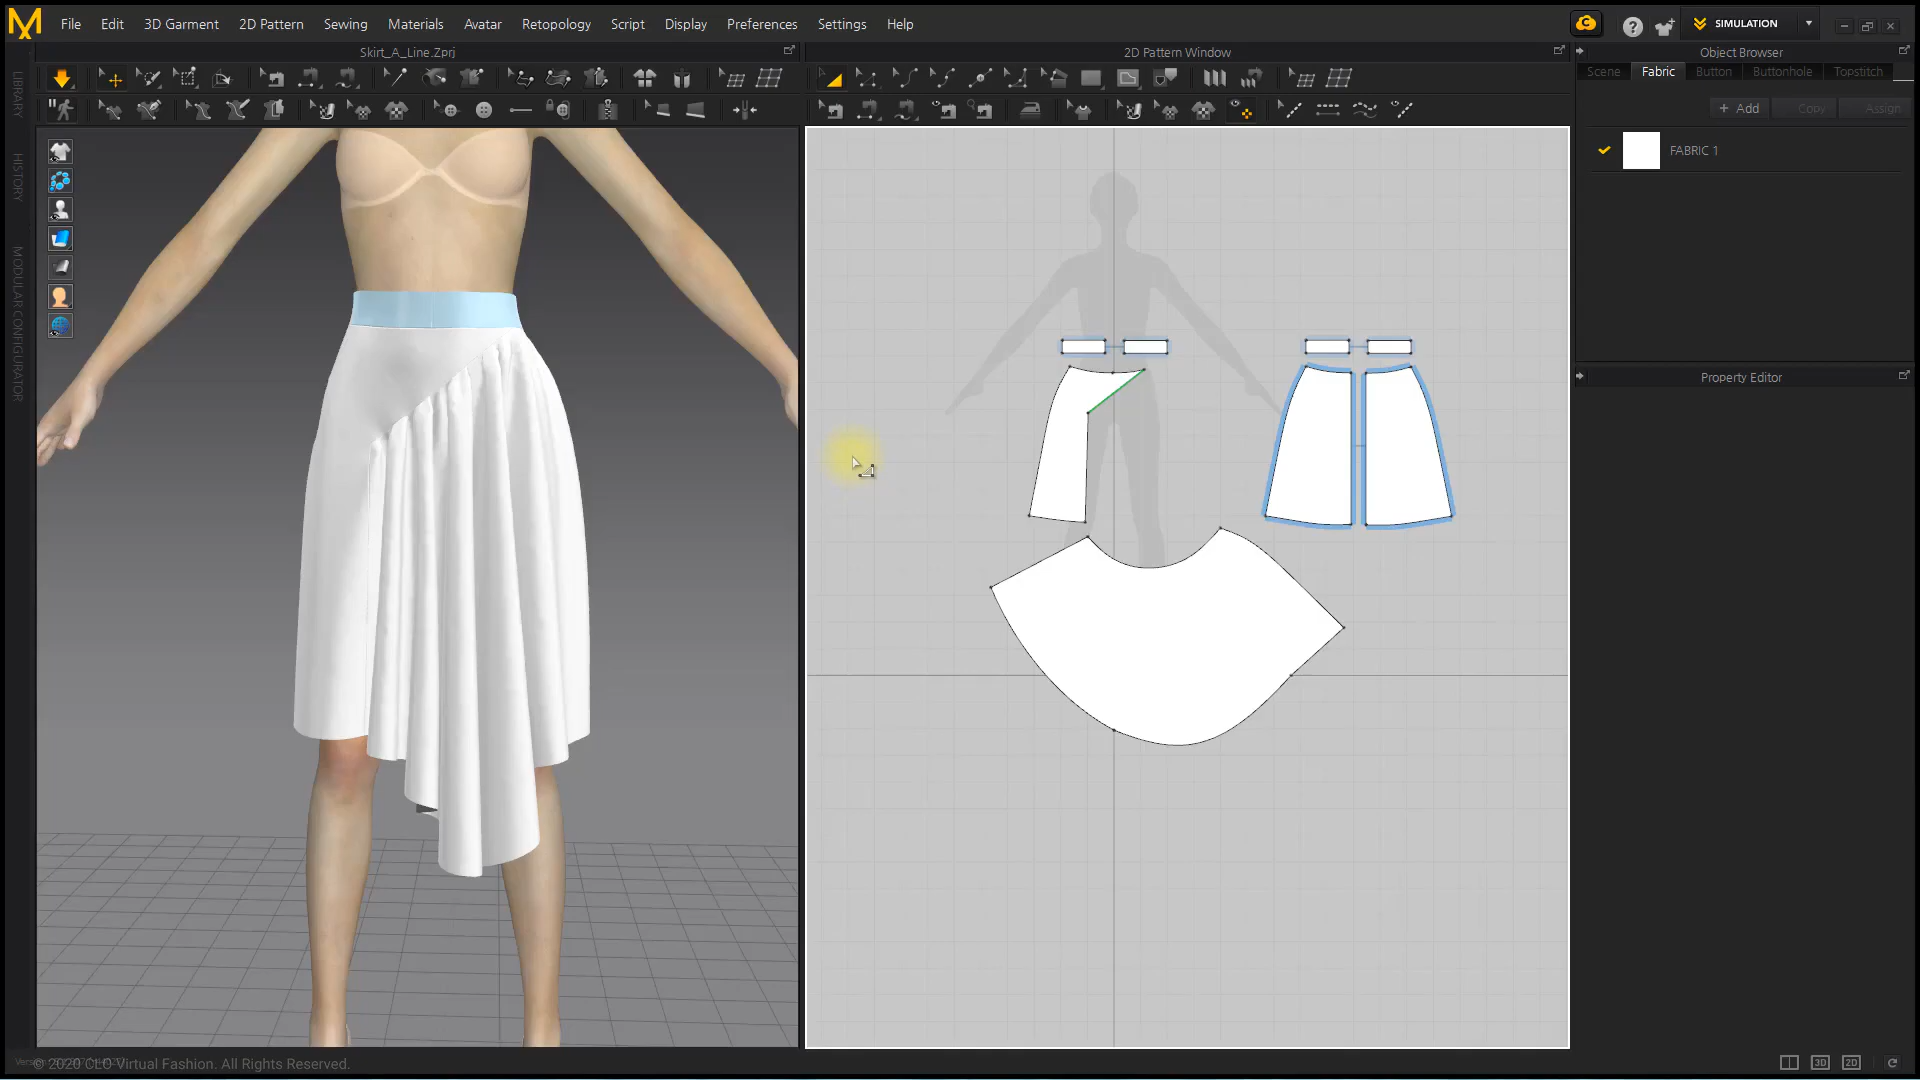 File Edit 3D Garment 2D Pattern Sewing Materials Avatar Retopology Script Display Preferences Settings Help
SIMULATION
Skirt_A_Line.Zprj
2D Pattern Window
Object Browser
Scene Fabric Button Buttonhole Topstitch
+ Add Copy Assign
FABRIC 1
Property Editor
LIBRARY
HISTORY
MODULAR CONFIGURATOR
© 2020 CLO Virtual Fashion. All Rights Reserved.
3D 2D